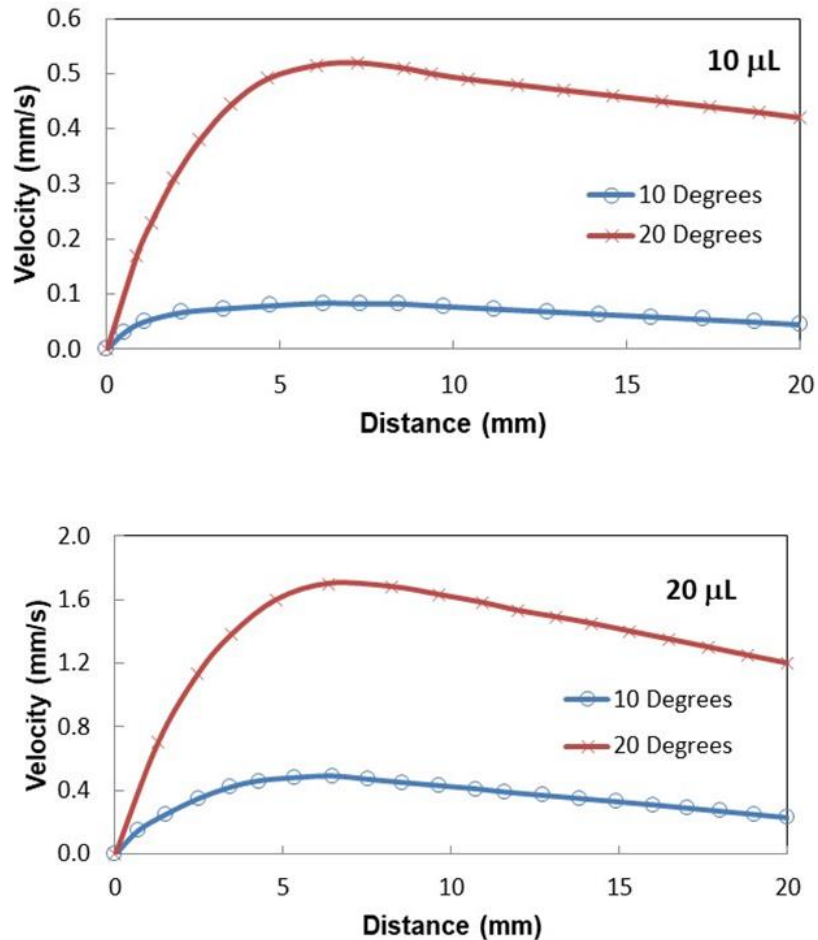 0.6
10 μL
0.5
0.4
0.3
10 Degrees
0.2
20 Degrees
0.1
0.0
0 5 10 15 20
Velocity (mm/s)
Distance (mm)
2.0
20 μL
1.6
1.2
10 Degrees
0.8
20 Degrees
0.4
0.0
0 5 10 15 20
Velocity (mm/s)
Distance (mm)